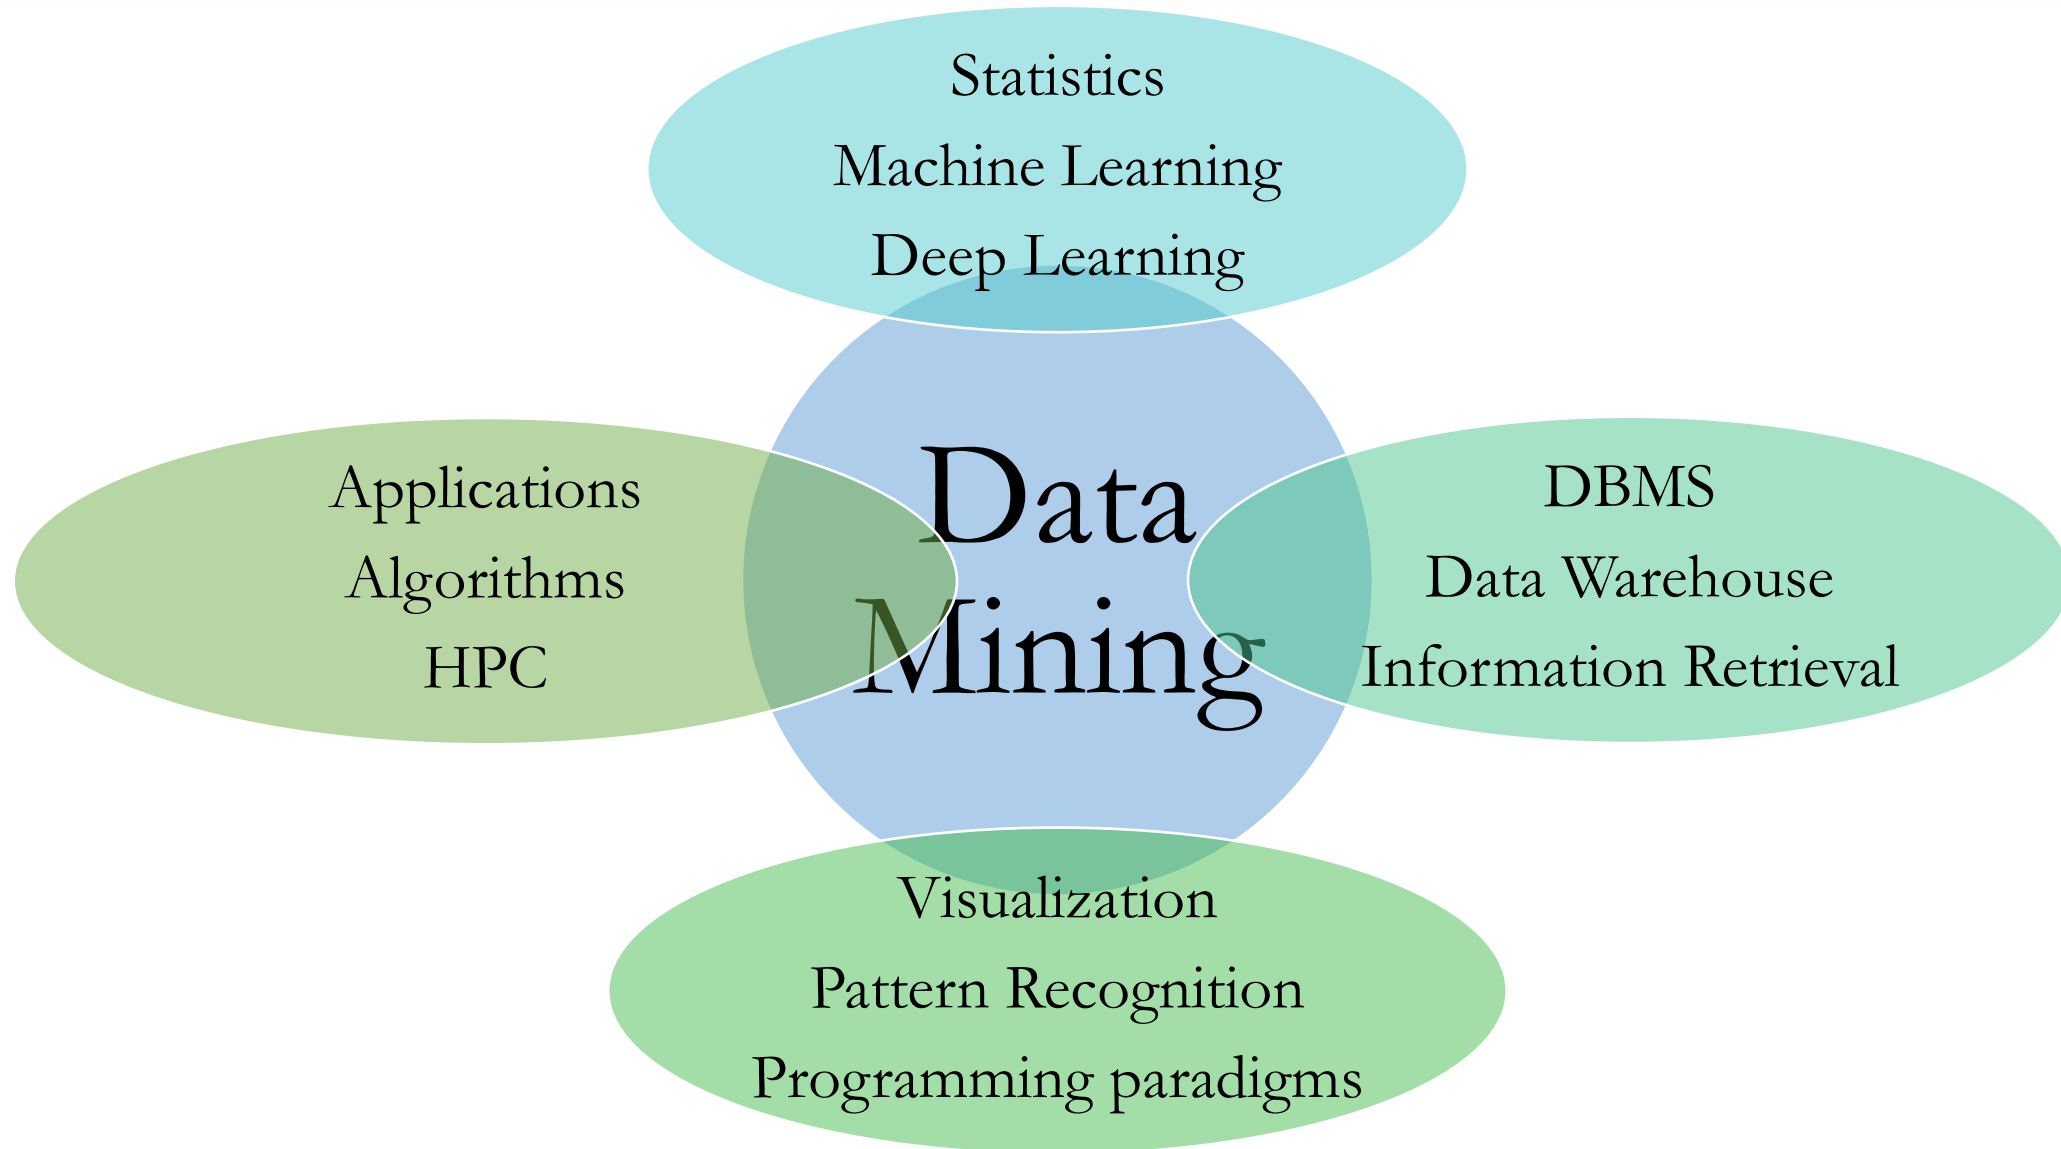 Statistics
Machine Learning
Deep Learning
Applications
Algorithms
HPC
Data
Mining
DBMS
Data Warehouse
Information Retrieval
Visualization
Pattern Recognition
Programming paradigms